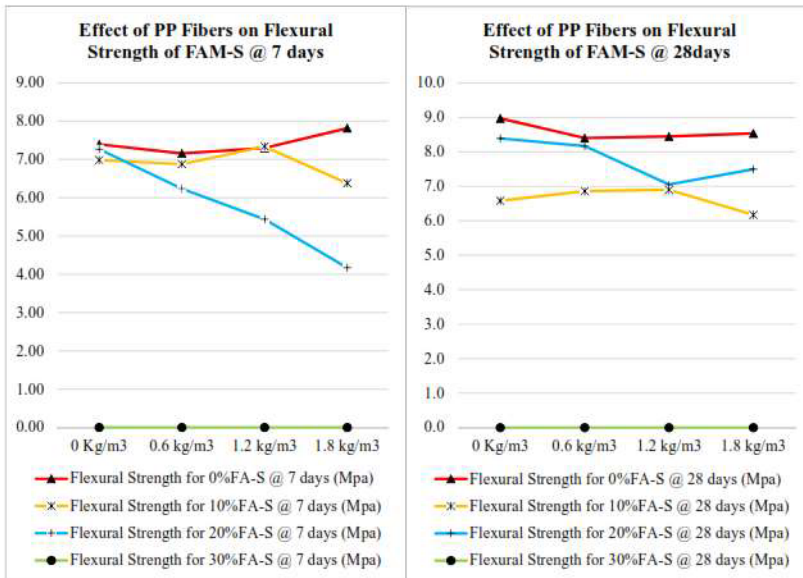 Effect of PP Fibers on Flexural
Strength of FAM-S @ 7 days
9.00
8.00
7.00
6.00
5.00
4.00
3.00
2.00
1.00
0.00
0 Kg/m3 0.6 kg/m3 1.2 kg/m3 1.8 kg/m3
Flexural Strength for 0%FA-S @ 7 days (Mpa)
Flexural Strength for 10%FA-S @ 7 days (Mpa)
Flexural Strength for 20%FA-S @ 7 days (Mpa)
Flexural Strength for 30%FA-S @ 7 days (Mpa)
Effect of PP Fibers on Flexural
Strength of FAM-S @ 28days
10.0
9.0
8.0
7.0
6.0
5.0
4.0
3.0
2.0
1.0
0.0
0 Kg/m3 0.6 kg/m3 1.2 kg/m3 1.8 kg/m3
Flexural Strength for 0%FA-S @ 28 days (Mpa)
Flexural Strength for 10%FA-S @ 28 days (Mpa)
Flexural Strength for 20%FA-S @ 28 days (Mpa)
Flexural Strength for 30%FA-S @ 28 days (Mpa)